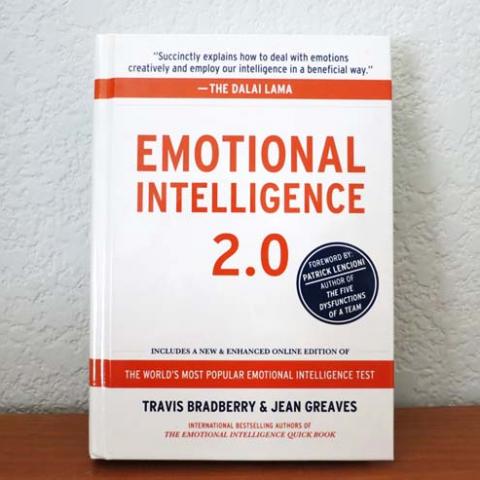 "Succinctly explains how to deal with emotions
creatively and employ our intelligence in a beneficial way."
—THE DALAI LAMA
EMOTIONAL
INTELLIGENCE
2.0
FOREWORD BY:
PATRICK LENCIONI
AUTHOR OF
THE FIVE
DYSFUNCTIONS
OF A TEAM
INCLUDES A NEW & ENHANCED ONLINE EDITION OF
THE WORLD'S MOST POPULAR EMOTIONAL INTELLIGENCE TEST
TRAVIS BRADBERRY & JEAN GREAVES
INTERNATIONAL BESTSELLING AUTHORS OF
THE EMOTIONAL INTELLIGENCE QUICK BOOK